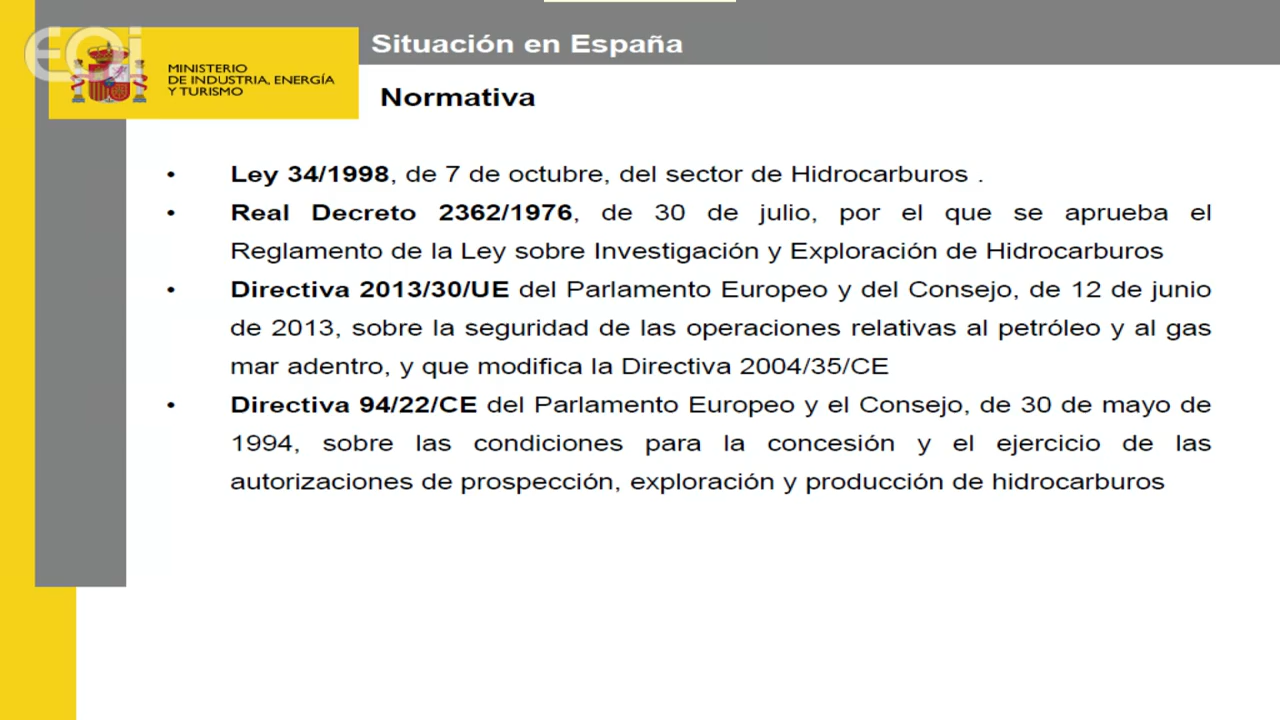 EOi
Situación en España
MINISTERIO
DE INDUSTRIA, ENERGÍA
Y TURISMO
Normativa
• Ley 34/1998, de 7 de octubre, del sector de Hidrocarburos .
• Real Decreto 2362/1976, de 30 de julio, por el que se aprueba el
Reglamento de la Ley sobre Investigación y Exploración de Hidrocarburos
• Directiva 2013/30/UE del Parlamento Europeo y del Consejo, de 12 de junio
de 2013, sobre la seguridad de las operaciones relativas al petróleo y al gas
mar adentro, y que modifica la Directiva 2004/35/CE
• Directiva 94/22/CE del Parlamento Europeo y el Consejo, de 30 de mayo de
1994, sobre las condiciones para la concesión y el ejercicio de las
autorizaciones de prospección, exploración y producción de hidrocarburos